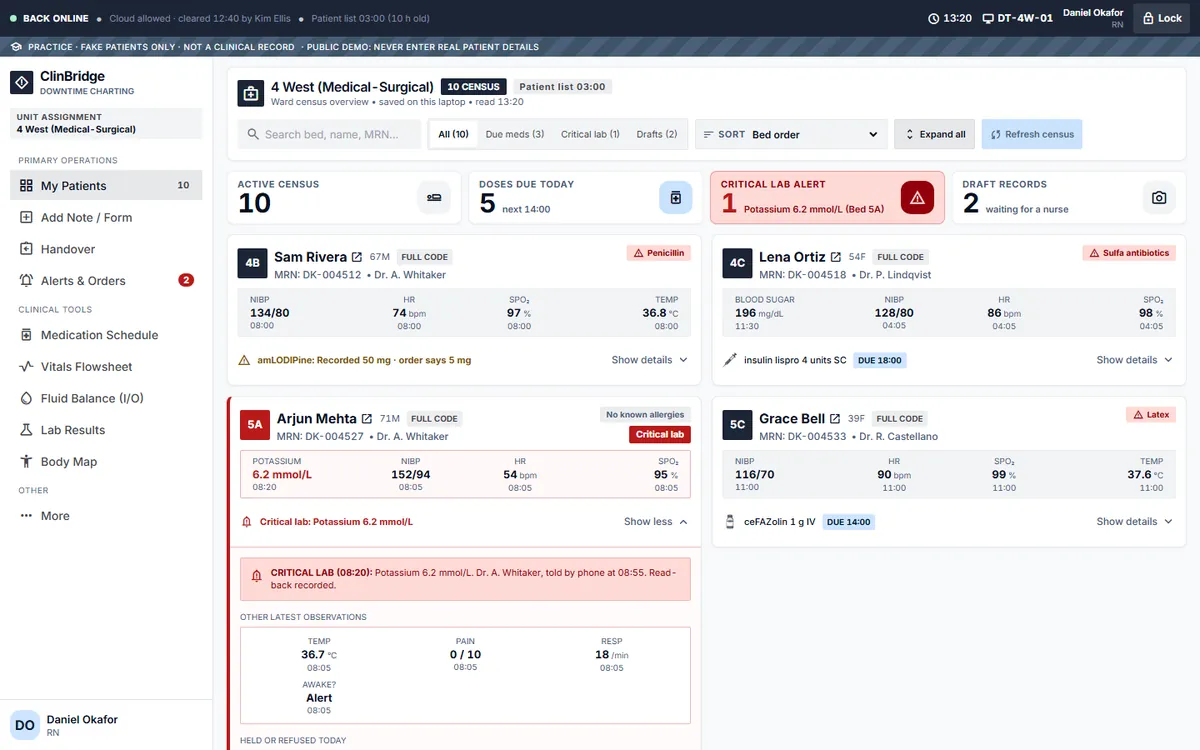 BACK ONLINE • Cloud allowed · cleared 12:40 by Kim Ellis • Patient list 03:00 (10 h old)
13:20 DT-4W-01 Daniel Okafor RN Lock
PRACTICE · FAKE PATIENTS ONLY · NOT A CLINICAL RECORD · PUBLIC DEMO: NEVER ENTER REAL PATIENT DETAILS
ClinBridge
DOWNTIME CHARTING
UNIT ASSIGNMENT
4 West (Medical-Surgical)
PRIMARY OPERATIONS
My Patients 10
Add Note / Form
Handover
Alerts & Orders 2
CLINICAL TOOLS
Medication Schedule
Vitals Flowsheet
Fluid Balance (I/O)
Lab Results
Body Map
OTHER
More
DO Daniel Okafor
RN
4 West (Medical-Surgical) 10 CENSUS Patient list 03:00
Ward census overview • saved on this laptop • read 13:20
Search bed, name, MRN... All (10) Due meds (3) Critical lab (1) Drafts (2) SORT Bed order Expand all Refresh census
ACTIVE CENSUS
10
DOSES DUE TODAY
5 next 14:00
CRITICAL LAB ALERT
1 Potassium 6.2 mmol/L (Bed 5A)
DRAFT RECORDS
2 waiting for a nurse
4B Sam Rivera 67M FULL CODE Penicillin
MRN: DK-004512 • Dr. A. Whitaker
NIBP HR SPO₂ TEMP
134/80 74 bpm 97 % 36.8 °C
08:00 08:00 08:00 08:00
amLODIPine: Recorded 50 mg · order says 5 mg Show details
4C Lena Ortiz 54F FULL CODE Sulfa antibiotics
MRN: DK-004518 • Dr. P. Lindqvist
BLOOD SUGAR NIBP HR SPO₂
196 mg/dL 128/80 86 bpm 98 %
11:30 04:05 04:05 04:05
insulin lispro 4 units SC DUE 18:00 Show details
5A Arjun Mehta 71M FULL CODE No known allergies
MRN: DK-004527 • Dr. A. Whitaker Critical lab
POTASSIUM NIBP HR SPO₂
6.2 mmol/L 152/94 54 bpm 95 %
08:20 08:05 08:05 08:05
Critical lab: Potassium 6.2 mmol/L Show less
CRITICAL LAB (08:20): Potassium 6.2 mmol/L. Dr. A. Whitaker, told by phone at 08:55. Read-
back recorded.
OTHER LATEST OBSERVATIONS
TEMP PAIN RESP
36.7 °C 0 / 10 18 /min
08:05 08:05 08:05
AWAKE?
Alert
08:05
HELD OR REFUSED TODAY
5C Grace Bell 39F FULL CODE Latex
MRN: DK-004533 • Dr. R. Castellano
NIBP HR SPO₂ TEMP
116/70 90 bpm 99 % 37.6 °C
11:00 11:00 11:00 11:00
ceFAZolin 1 g IV DUE 14:00 Show details